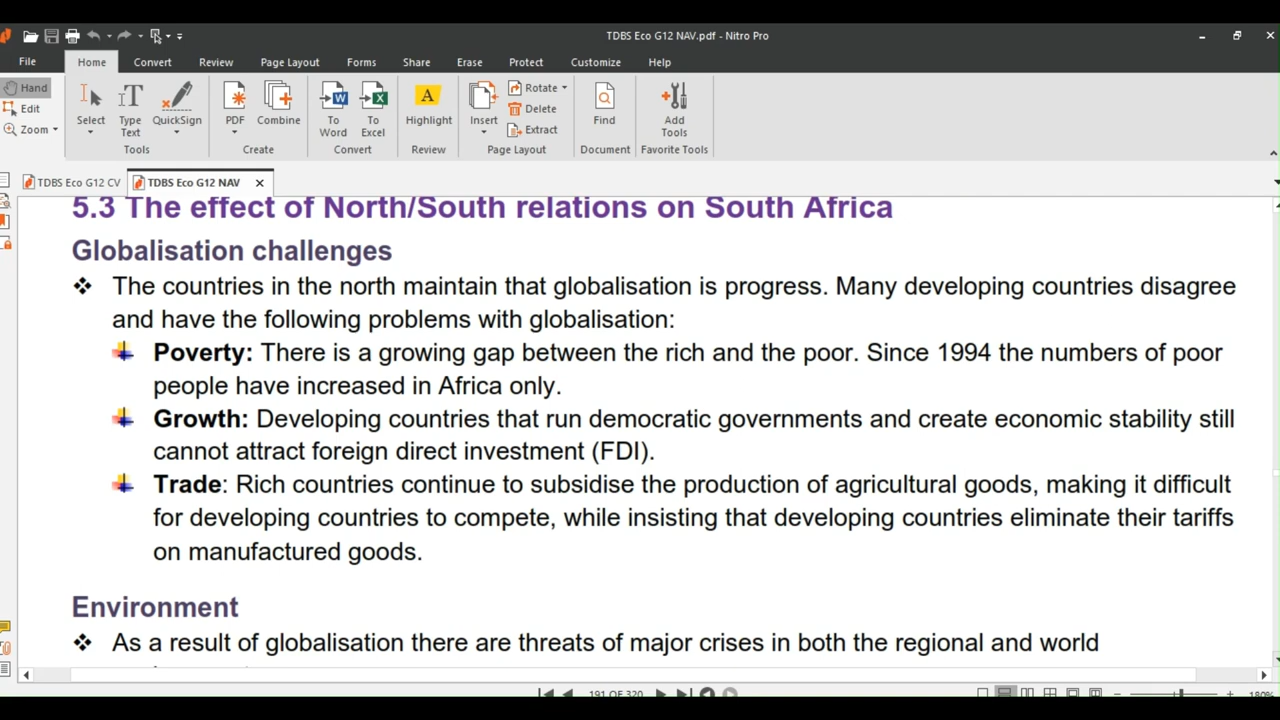 TDBS Eco G12 NAV.pdf - Nitro Pro
File Home Convert Review Page Layout Forms Share Erase Protect Customize Help
Hand
Edit
Zoom
Select
Type Text
QuickSign
Tools
PDF
Combine
Create
To Word
To Excel
Convert
A
Highlight
Review
Insert
Rotate
Delete
Extract
Page Layout
Find
Document
Add Tools
Favorite Tools
TDBS Eco G12 CV TDBS Eco G12 NAV
5.3 The effect of North/South relations on South Africa
Globalisation challenges
The countries in the north maintain that globalisation is progress. Many developing countries disagree
and have the following problems with globalisation:
Poverty: There is a growing gap between the rich and the poor. Since 1994 the numbers of poor
people have increased in Africa only.
Growth: Developing countries that run democratic governments and create economic stability still
cannot attract foreign direct investment (FDI).
Trade: Rich countries continue to subsidise the production of agricultural goods, making it difficult
for developing countries to compete, while insisting that developing countries eliminate their tariffs
on manufactured goods.
Environment
As a result of globalisation there are threats of major crises in both the regional and world
191 OF 320
180%